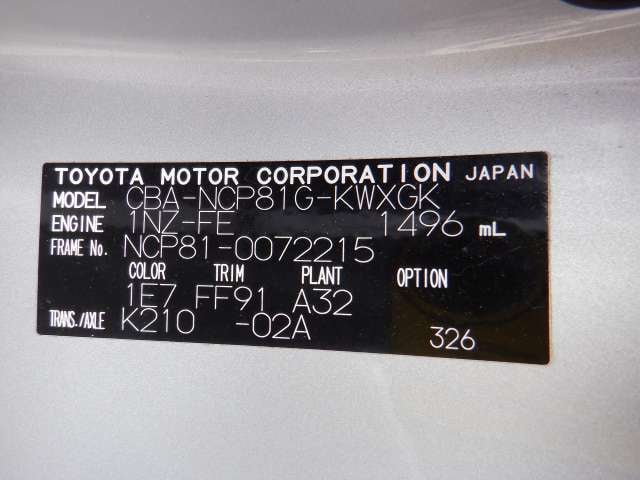 TOYOTA MOTOR CORPORATION JAPAN
MODEL CBA-NCP81G-KWXGK
ENGINE 1NZ-FE 1496 mL
FRAME No. NCP81-0072215
COLOR TRIM PLANT OPTION
1E7 FF91 A32
TRANS./AXLE K210 -02A 326